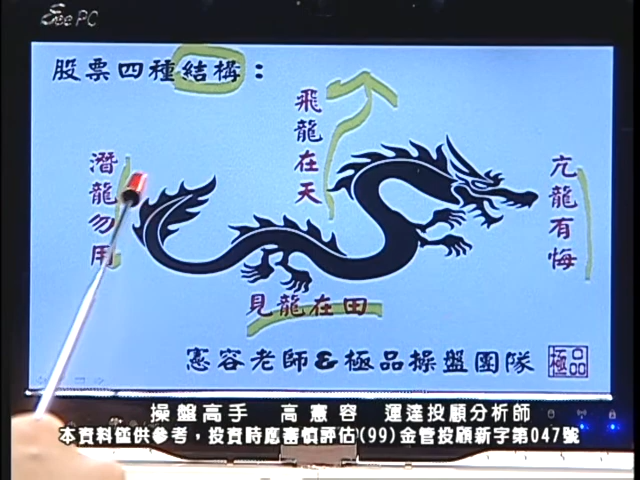 Eee PC
股票四種結構：
飛龍在天
潛龍勿用
亢龍有悔
見龍在田
憲容老師&極品操盤團隊
極品
操盤高手 高憲容 運達投顧分析師
本資料僅供參考，投資時應審慎評估(99)金管投顧新字第047號